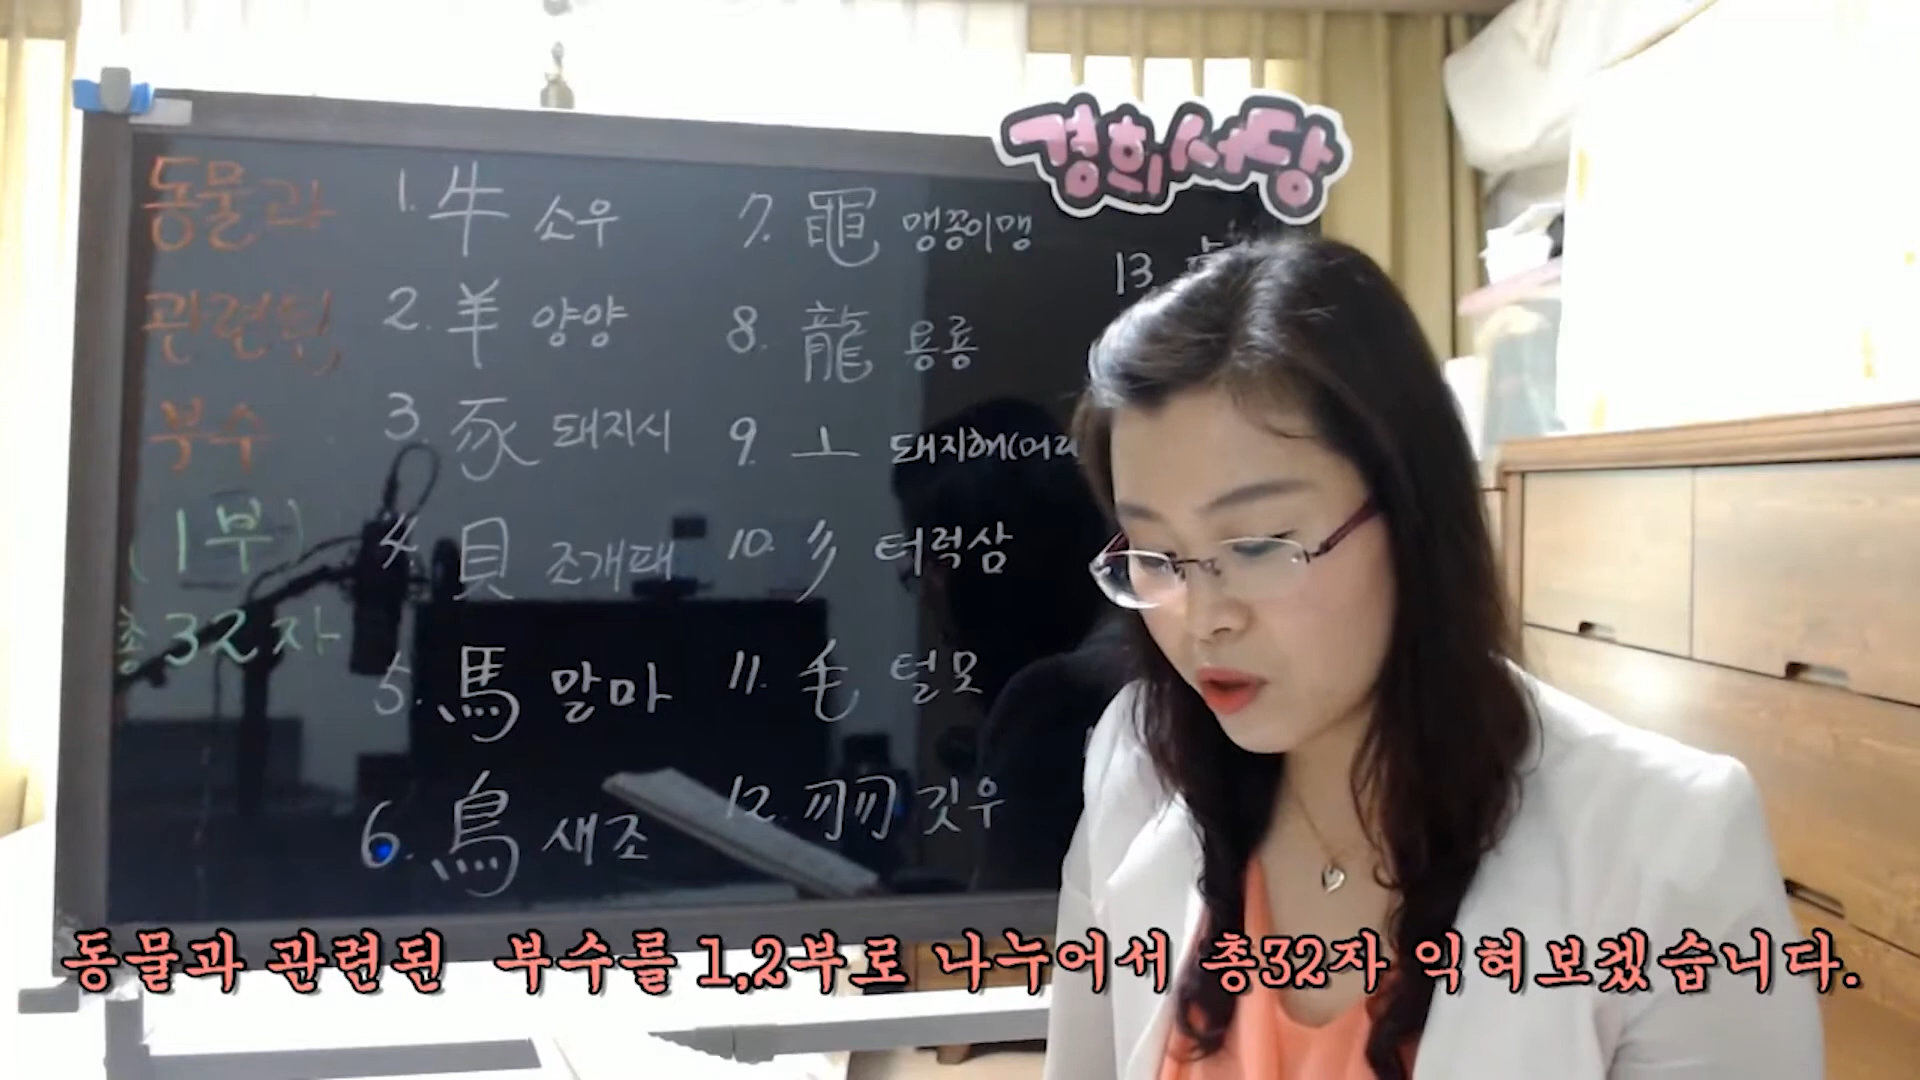 경희서당
동물과
관련된
부수
(1부)
총 32자
1. 牛 소우
2. 羊 양양
3. 豕 돼지시
4. 貝 조개패
5. 馬 말마
6. 鳥 새조
7. 黽 맹꽁이맹
8. 龍 용룡
9. ㅗ 돼지해(머리
10. 彡 터럭삼
11. 毛 털모
12. 羽 깃우
13.
동물과 관련된 부수를 1,2부로 나누어서 총32자 익혀보겠습니다.